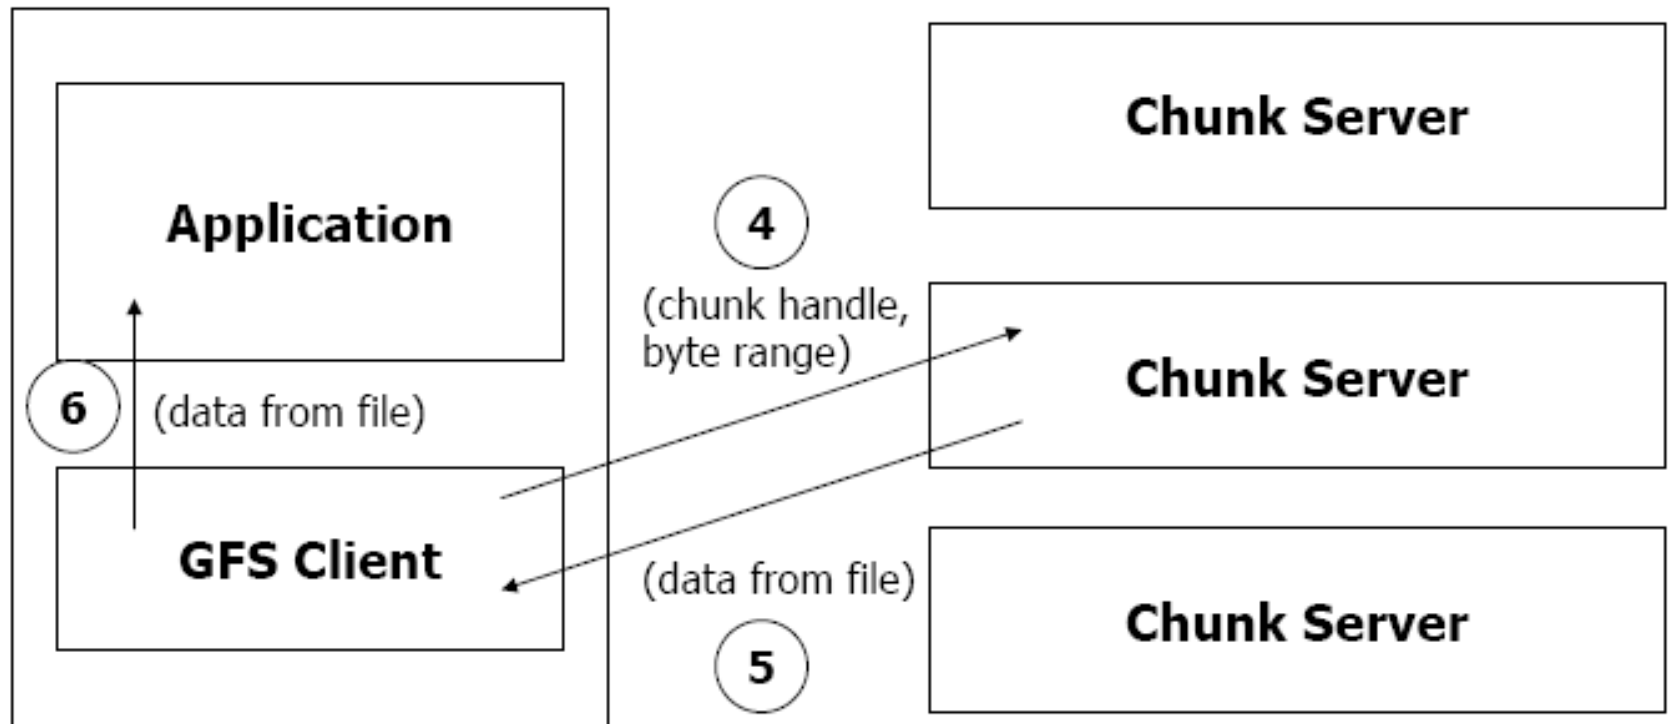 Application
6
(data from file)
GFS Client
4
(chunk handle,
byte range)
(data from file)
5
Chunk Server
Chunk Server
Chunk Server